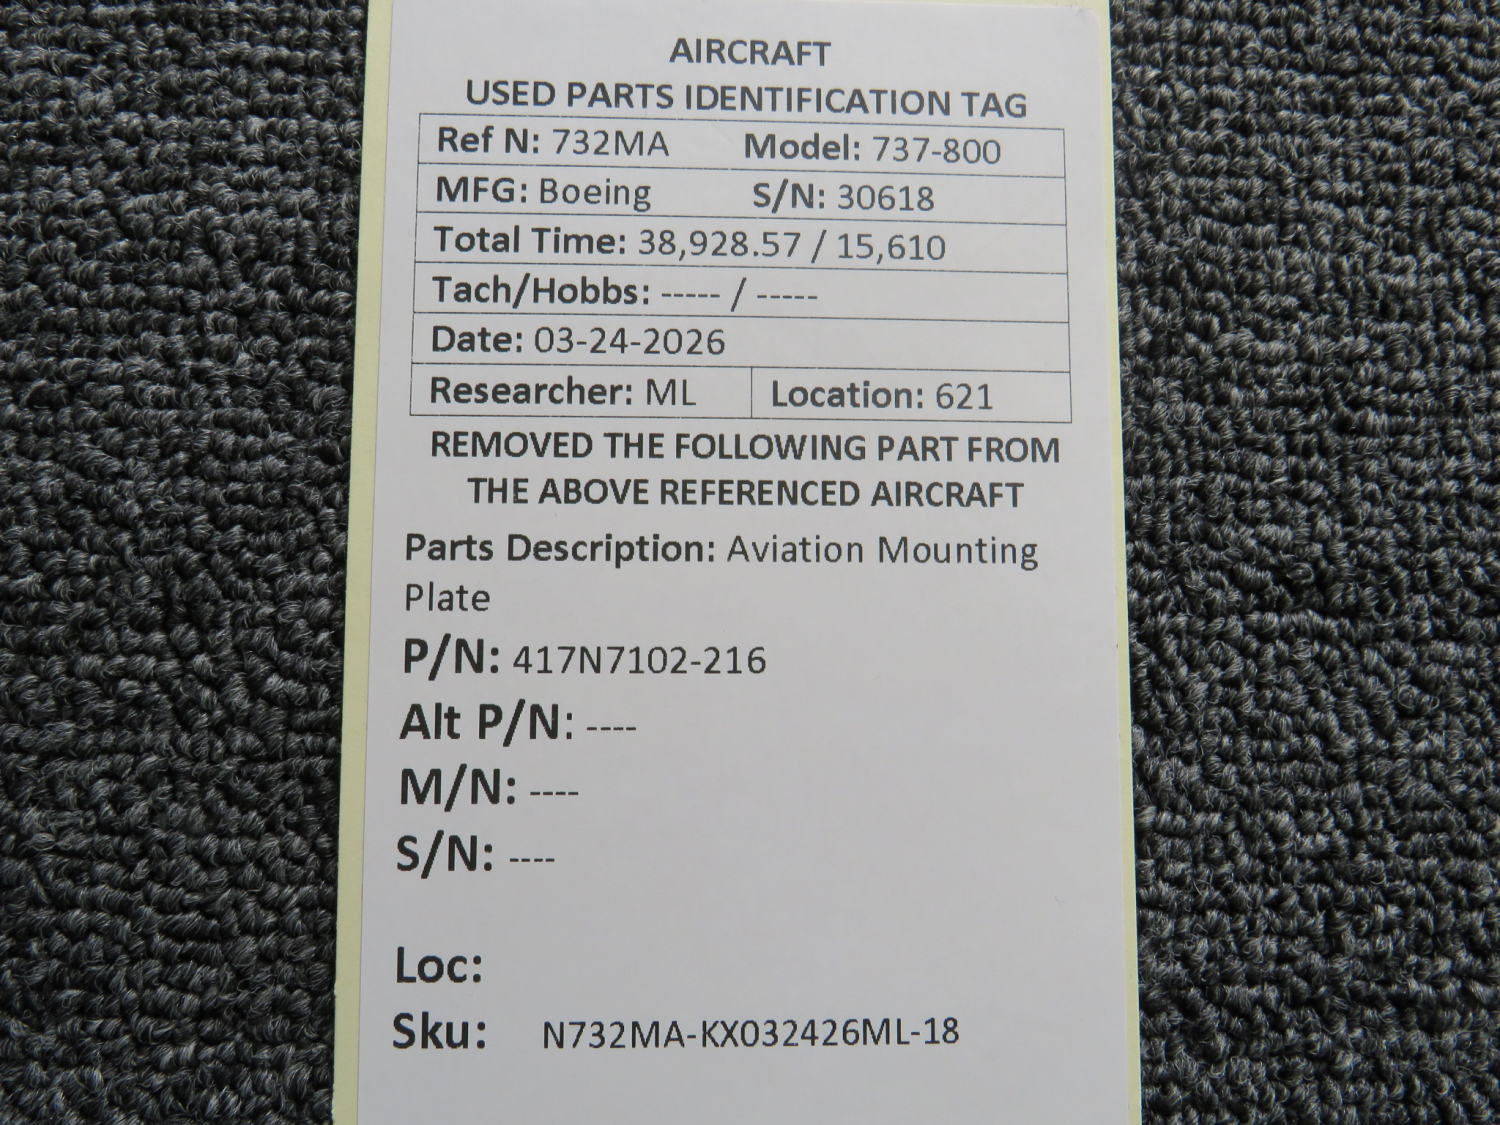 AIRCRAFT
USED PARTS IDENTIFICATION TAG
Ref N: 732MA Model: 737-800
MFG: Boeing S/N: 30618
Total Time: 38,928.57 / 15,610
Tach/Hobbs: ----- / -----
Date: 03-24-2026
Researcher: ML Location: 621
REMOVED THE FOLLOWING PART FROM
THE ABOVE REFERENCED AIRCRAFT
Parts Description: Aviation Mounting
Plate
P/N: 417N7102-216
Alt P/N: ----
M/N: ----
S/N: ----
Loc:
Sku: N732MA-KX032426ML-18